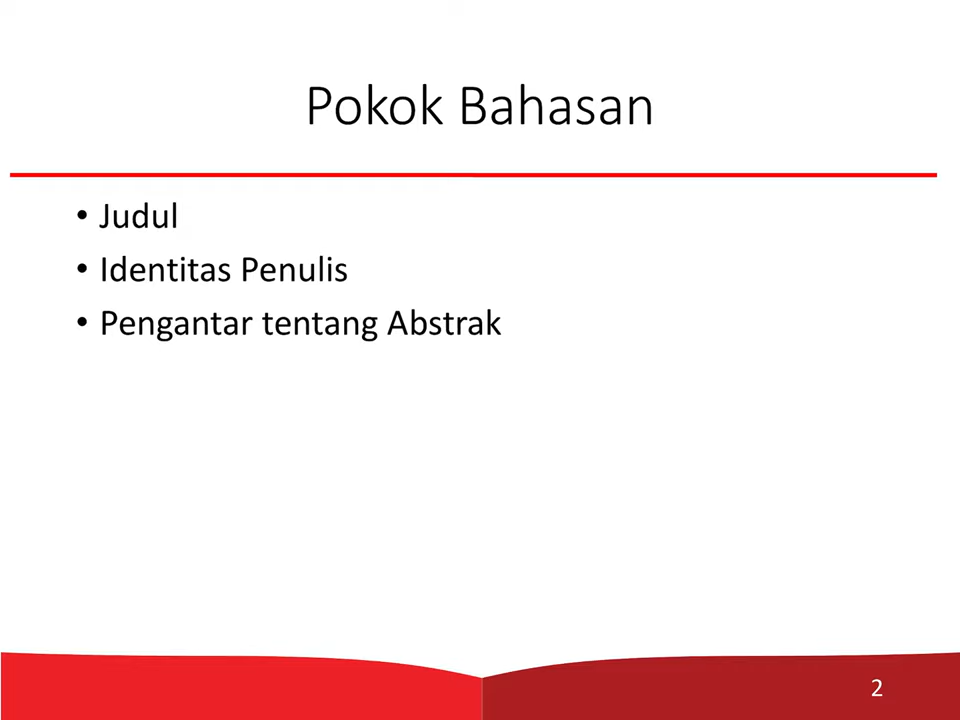 Pokok Bahasan
• Judul
• Identitas Penulis
• Pengantar tentang Abstrak
2